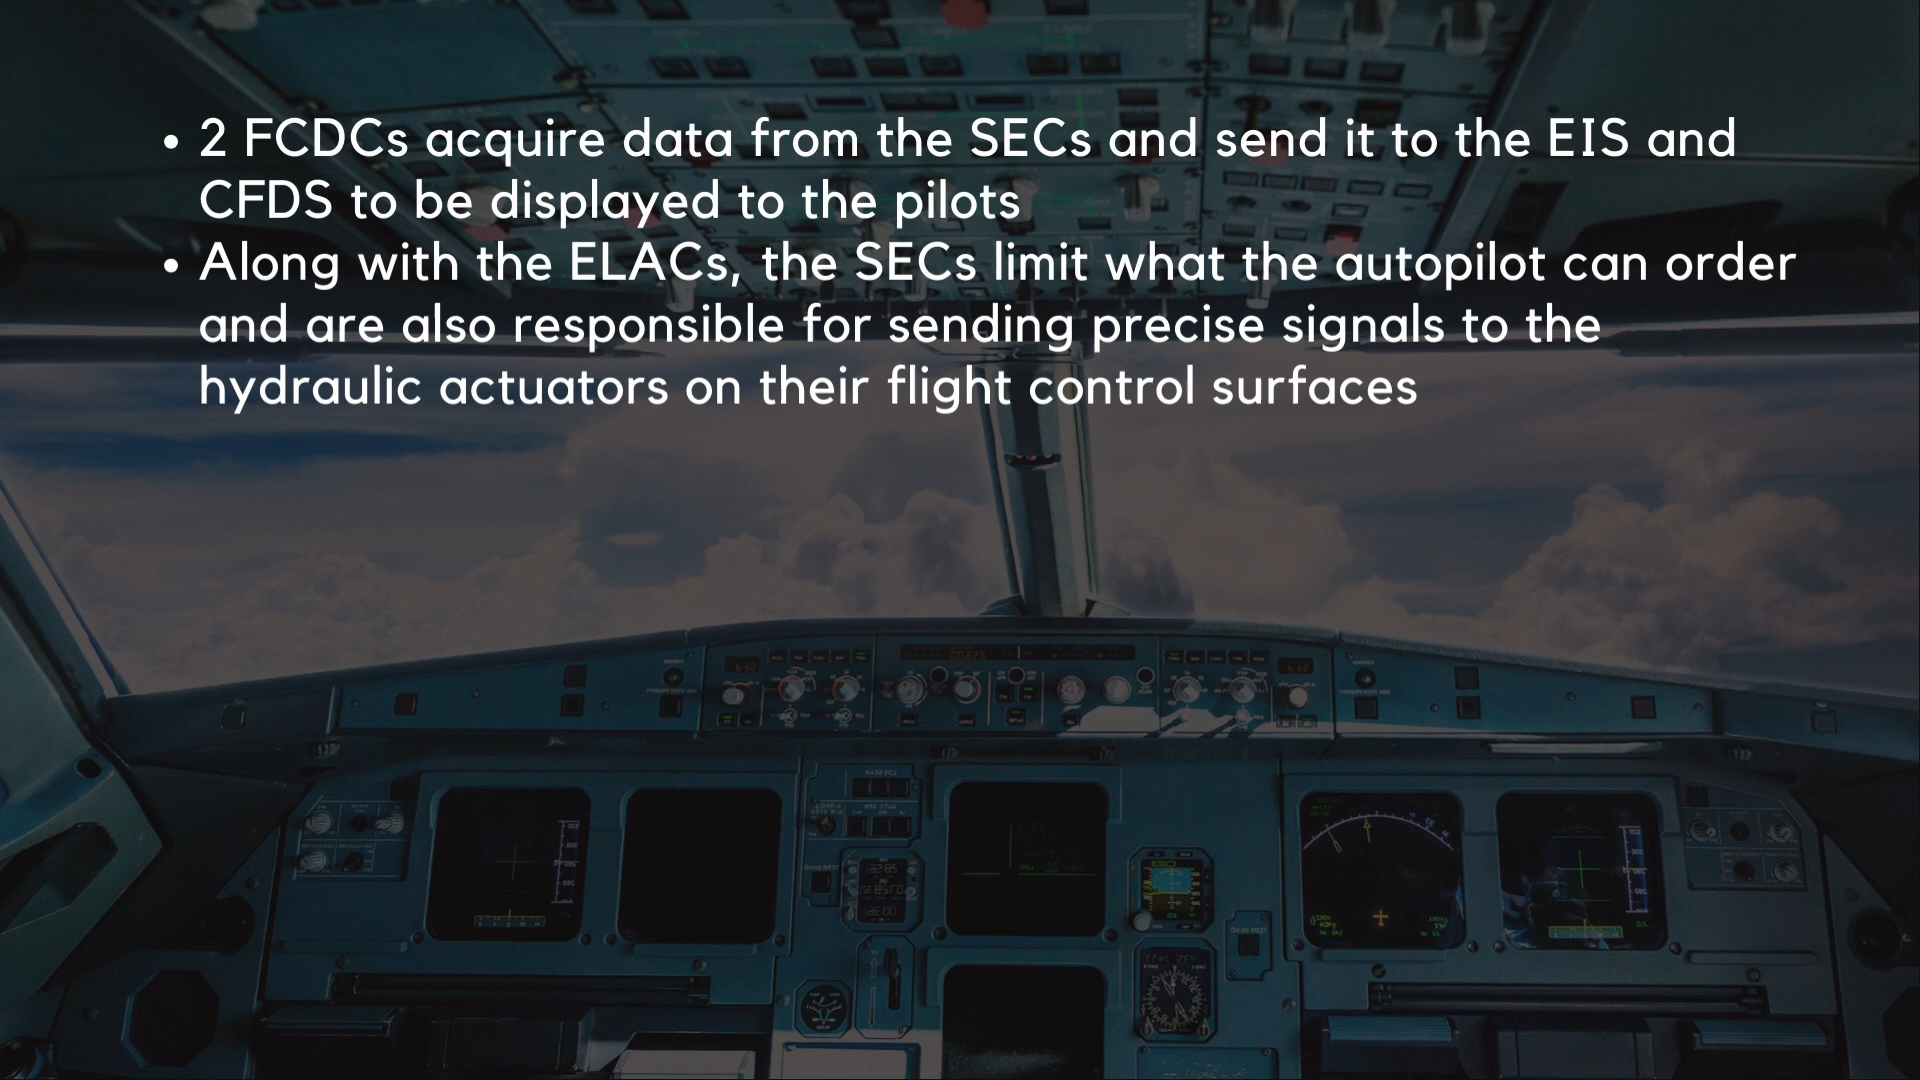 • 2 FCDCs acquire data from the SECs and send it to the EIS and
CFDS to be displayed to the pilots
• Along with the ELACs, the SECs limit what the autopilot can order
and are also responsible for sending precise signals to the
hydraulic actuators on their flight control surfaces